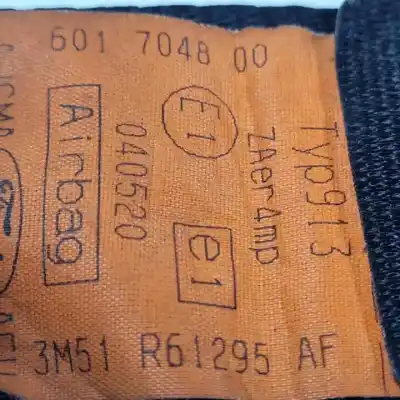 601 7048 00
Airbag
040520
E1
e1
ZAer4mp
Typ913
3M51 R61295 AF